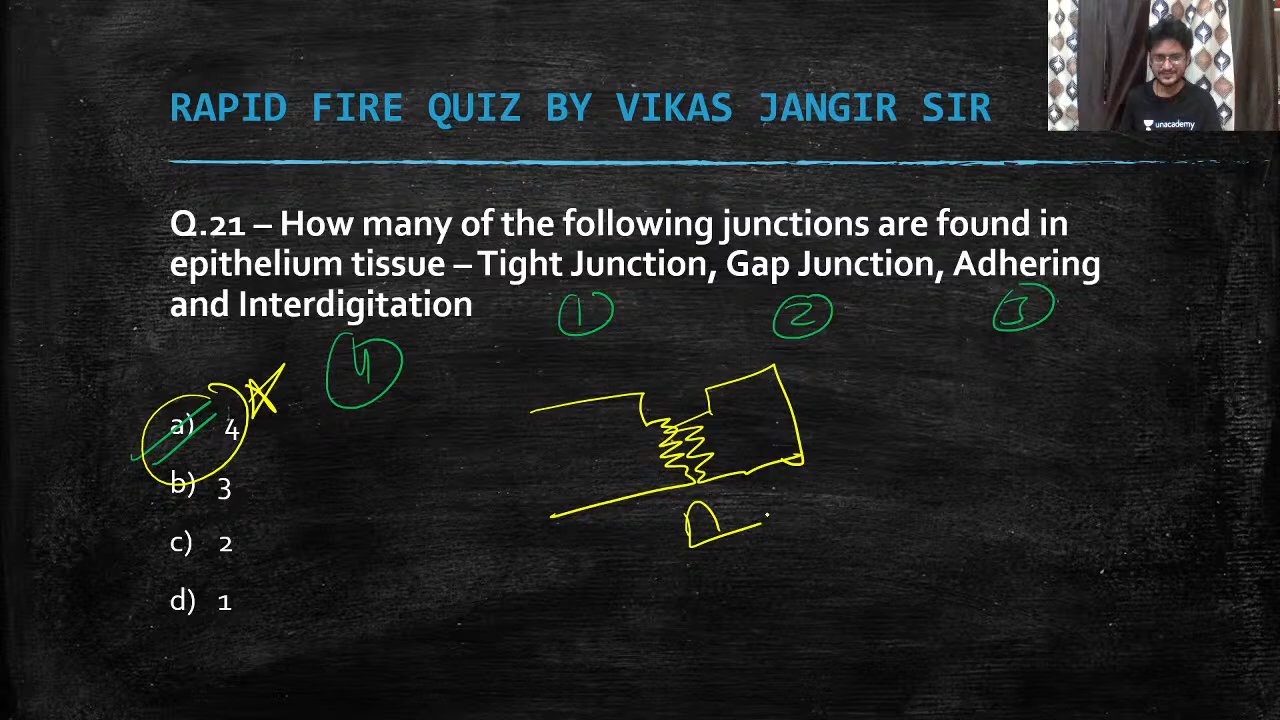 RAPID FIRE QUIZ BY VIKAS JANGIR SIR
unacademy
Q.21 – How many of the following junctions are found in
epithelium tissue – Tight Junction, Gap Junction, Adhering
and Interdigitation
1 2 3
4
a) 4
b) 3
c) 2
d) 1